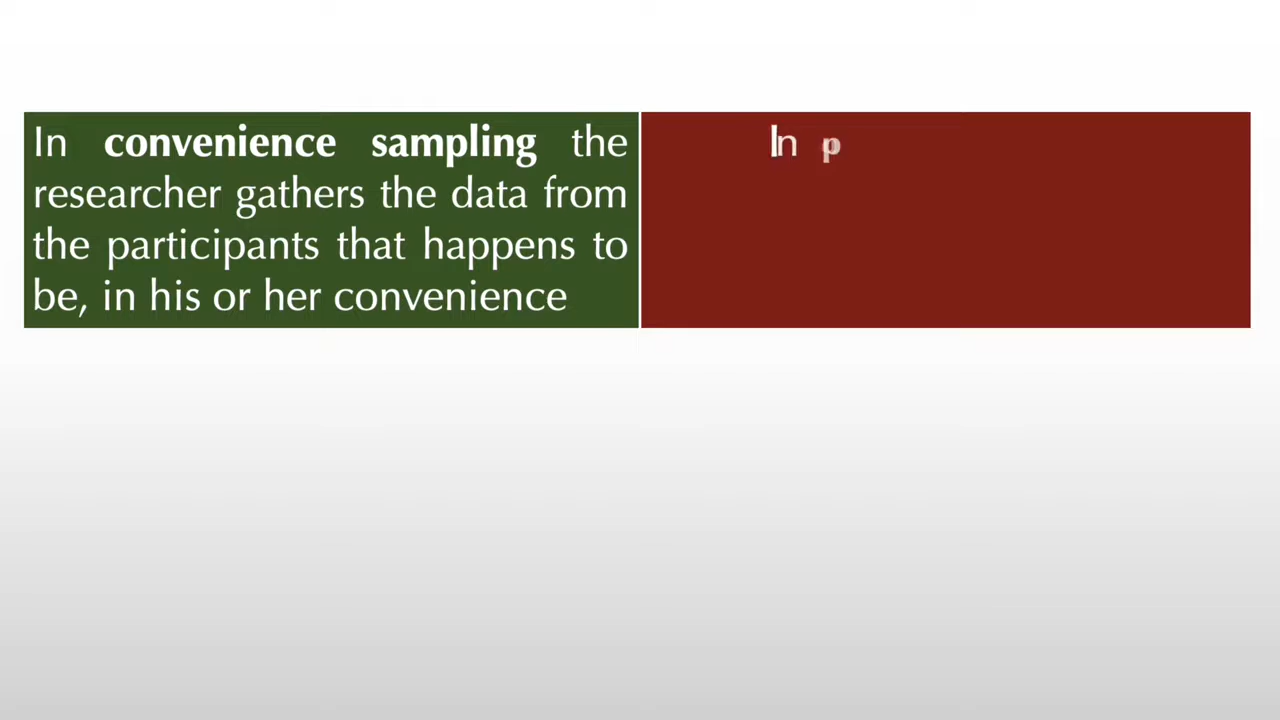 In convenience sampling the
researcher gathers the data from
the participants that happens to
be, in his or her convenience
In p